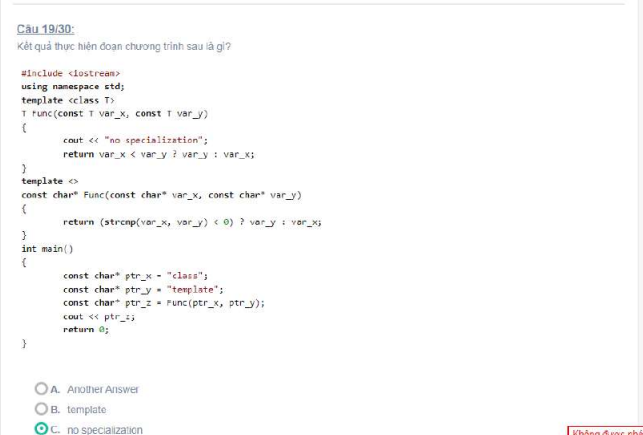 Câu 19/30:
Kết quả thực hiện đoạn chương trình sau là gì?
#include <iostream>
using namespace std;
template <class T>
T Func(const T var_x, const T var_y)
{
cout << "no specialization";
return var_x < var_y ? var_y : var_x;
}
template <>
const char* Func(const char* var_x, const char* var_y)
{
return (strcmp(var_x, var_y) < 0) ? var_y : var_x;
}
int main()
{
const char* ptr_x = "class";
const char* ptr_y = "template";
const char* ptr_z = Func(ptr_x, ptr_y);
cout << ptr_z;
return 0;
}
A. Another Answer
B. template
C. no specialization
Không được